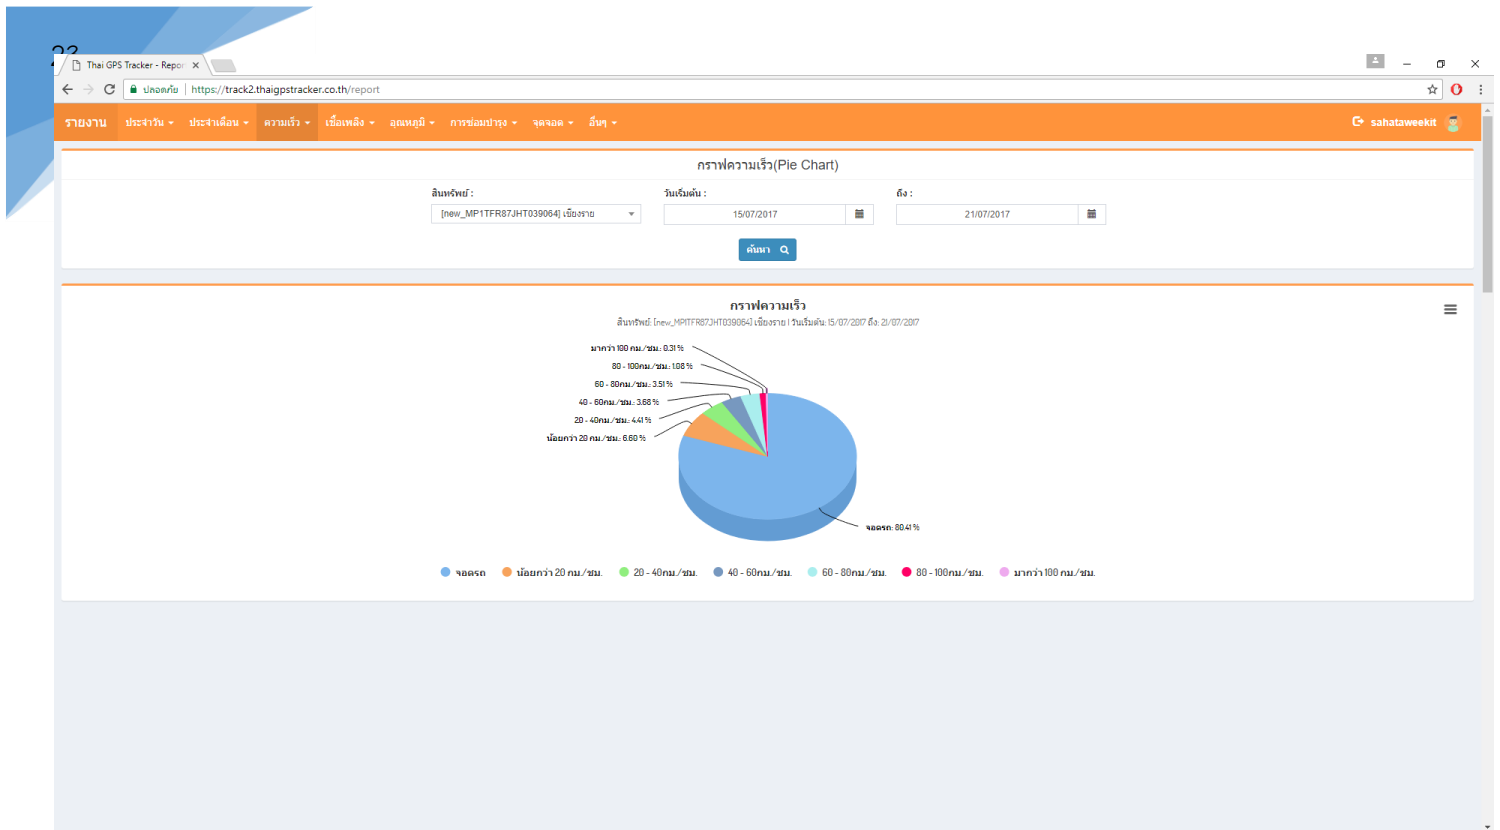 Thai GPS Tracker - Repor
ปลอดภัย | https://track2.thaigpstracker.co.th/report
รายงาน ประจำวัน ประจำเดือน ความเร็ว เชื้อเพลิง อุณหภูมิ การซ่อมบำรุง จุดจอด อื่นๆ sahataweekit
กราฟความเร็ว(Pie Chart)
สินทรัพย์ : วันเริ่มต้น : ถึง :
[new_MP1TFR87JHT039064] เชียงราย 15/07/2017 21/07/2017
ค้นหา
กราฟความเร็ว
สินทรัพย์: [new_MP1TFR87JHT039064] เชียงราย | วันเริ่มต้น: 15/07/2017 ถึง: 21/07/2017
มากว่า 100 กม./ชม.: 0.31 %
80 - 100กม./ชม.: 1.08 %
60 - 80กม./ชม.: 3.51 %
40 - 60กม./ชม.: 3.68 %
20 - 40กม./ชม.: 4.41 %
น้อยกว่า 20 กม./ชม.: 6.60 %
จอดรถ: 80.41 %
จอดรถ น้อยกว่า 20 กม./ชม. 20 - 40กม./ชม. 40 - 60กม./ชม. 60 - 80กม./ชม. 80 - 100กม./ชม. มากว่า 100 กม./ชม.